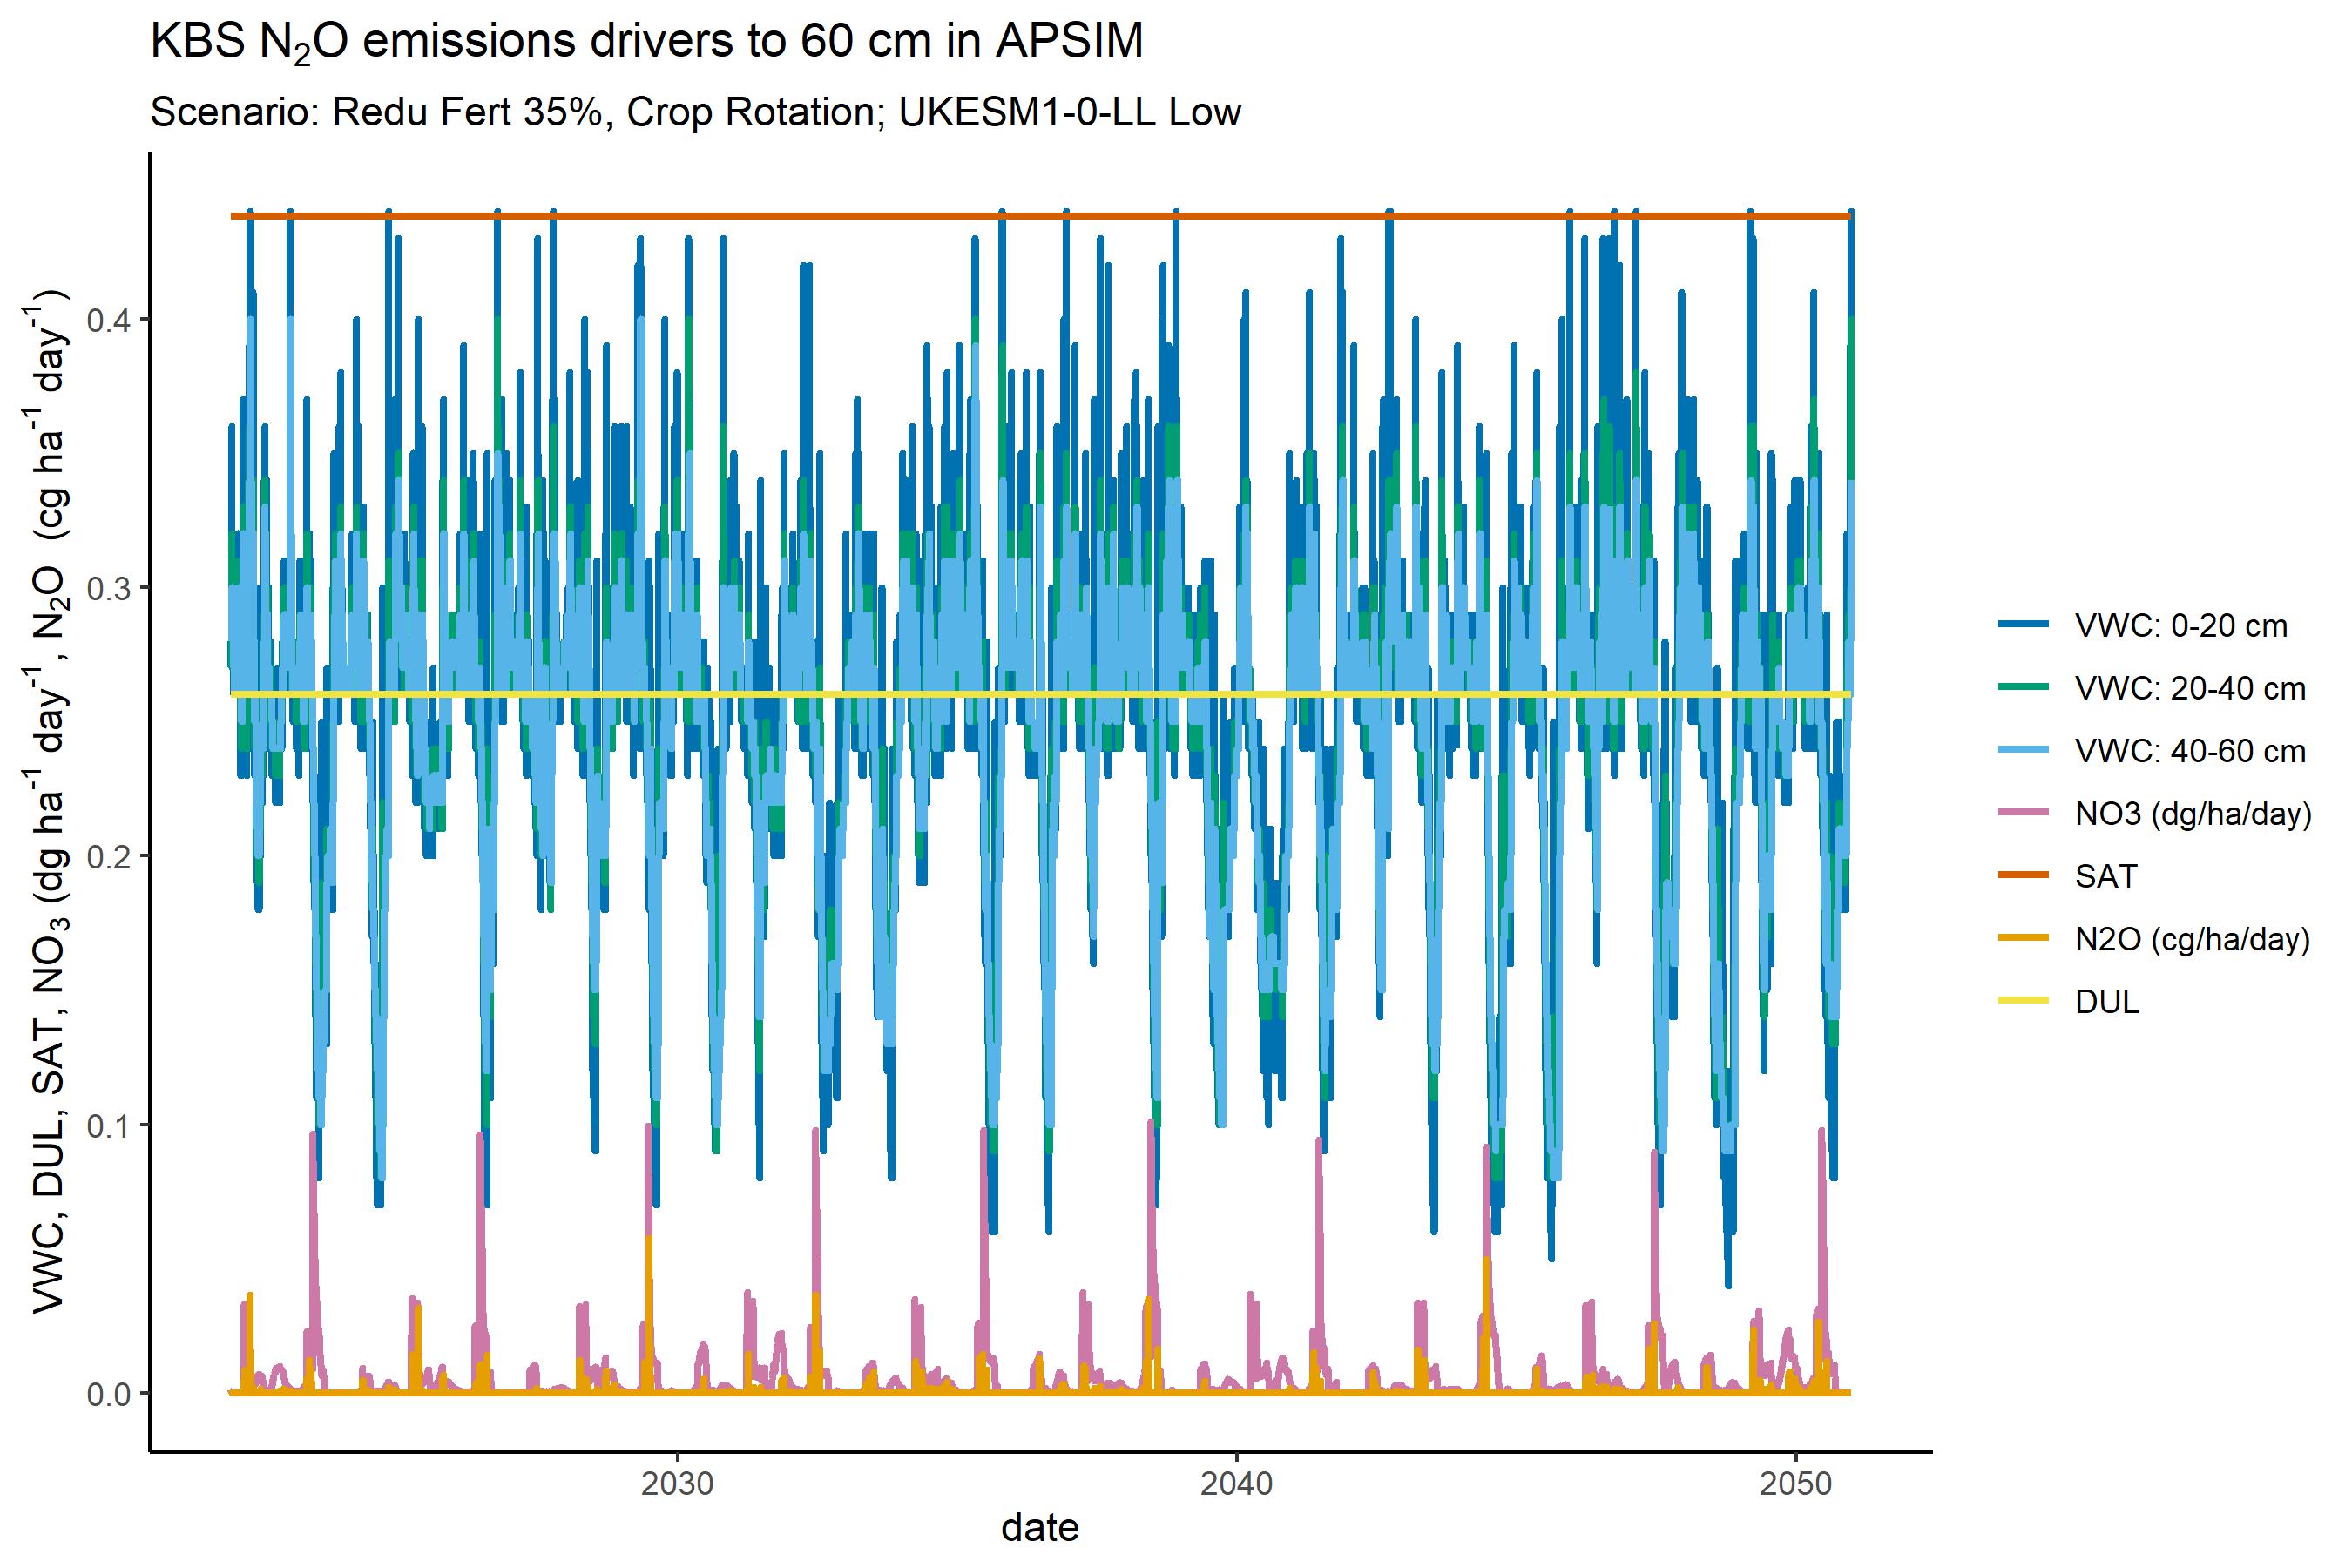 KBS N₂O emissions drivers to 60 cm in APSIM
Scenario: Redu Fert 35%, Crop Rotation; UKESM1-0-LL Low
VWC, DUL, SAT, NO₃ (dg ha⁻¹ day⁻¹, N₂O (cg ha⁻¹ day⁻¹)
0.4
0.3
0.2
0.1
0.0
2030
2040
2050
date
VWC: 0-20 cm
VWC: 20-40 cm
VWC: 40-60 cm
NO3 (dg/ha/day)
SAT
N2O (cg/ha/day)
DUL